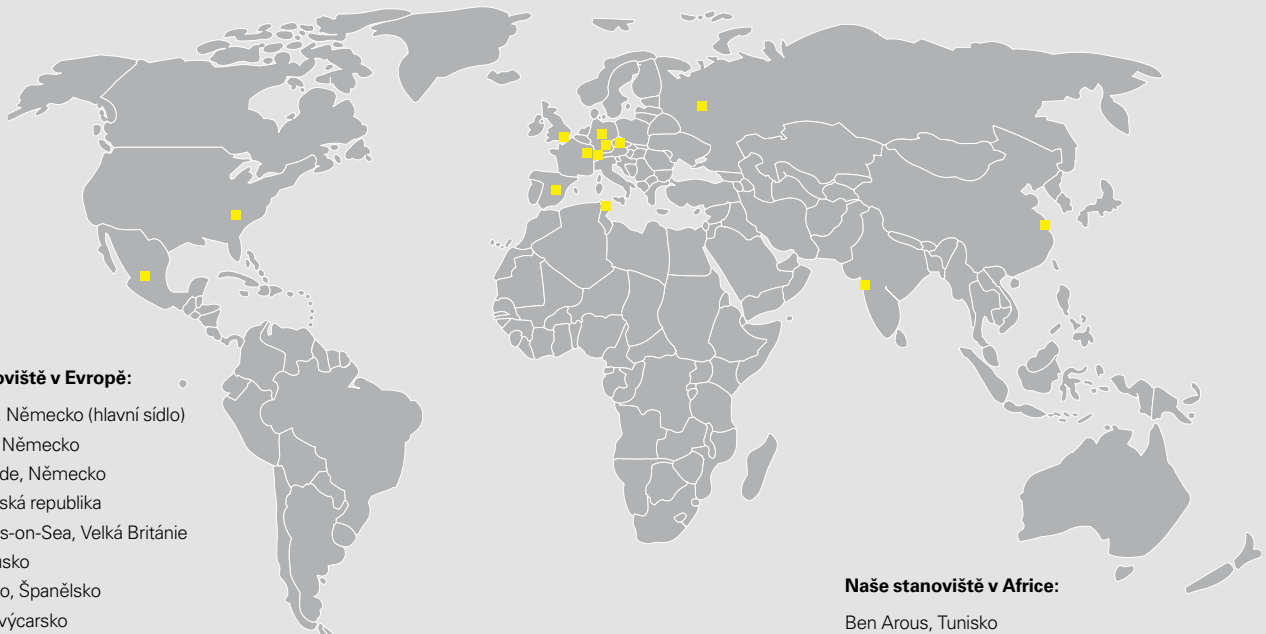 oviště v Evropě:
Německo (hlavní sídlo)
Německo
de, Německo
ská republika
s-on-Sea, Velká Británie
usko
o, Španělsko
výcarsko
Naše stanoviště v Africe:
Ben Arous, Tunisko